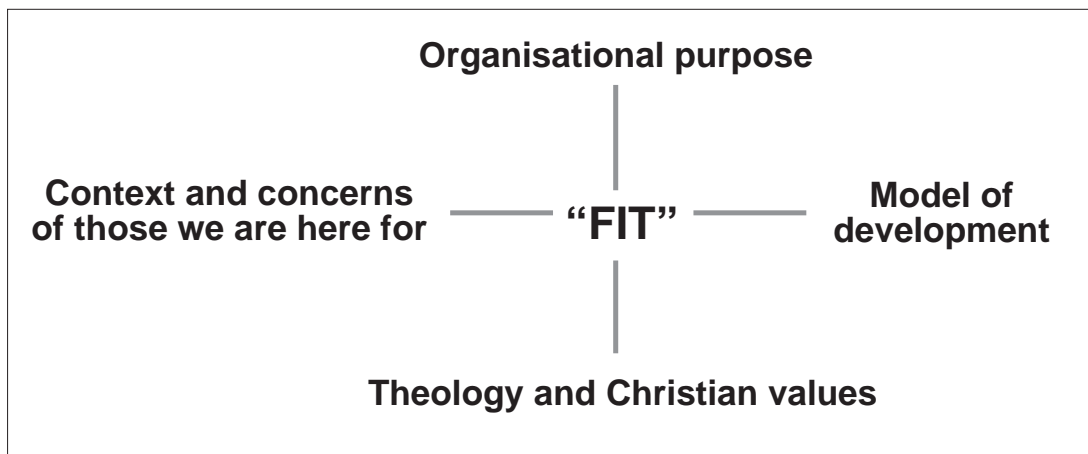 Organisational purpose
Context and concerns
of those we are here for
“FIT”
Model of
development
Theology and Christian values